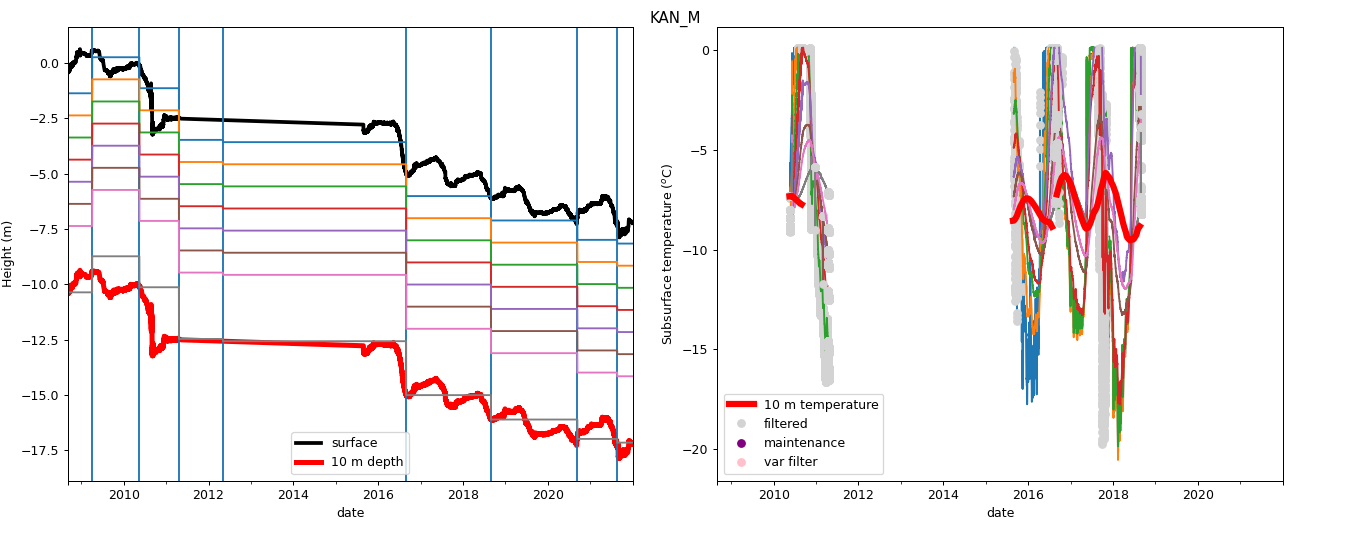 KAN_M
Height (m)
0.0
−2.5
−5.0
−7.5
−10.0
−12.5
−15.0
−17.5
surface
10 m depth
2010
2012
2014
2016
2018
2020
date
Subsurface temperature (°C)
0
−5
−10
−15
−20
10 m temperature
filtered
maintenance
var filter
2010
2012
2014
2016
2018
2020
date